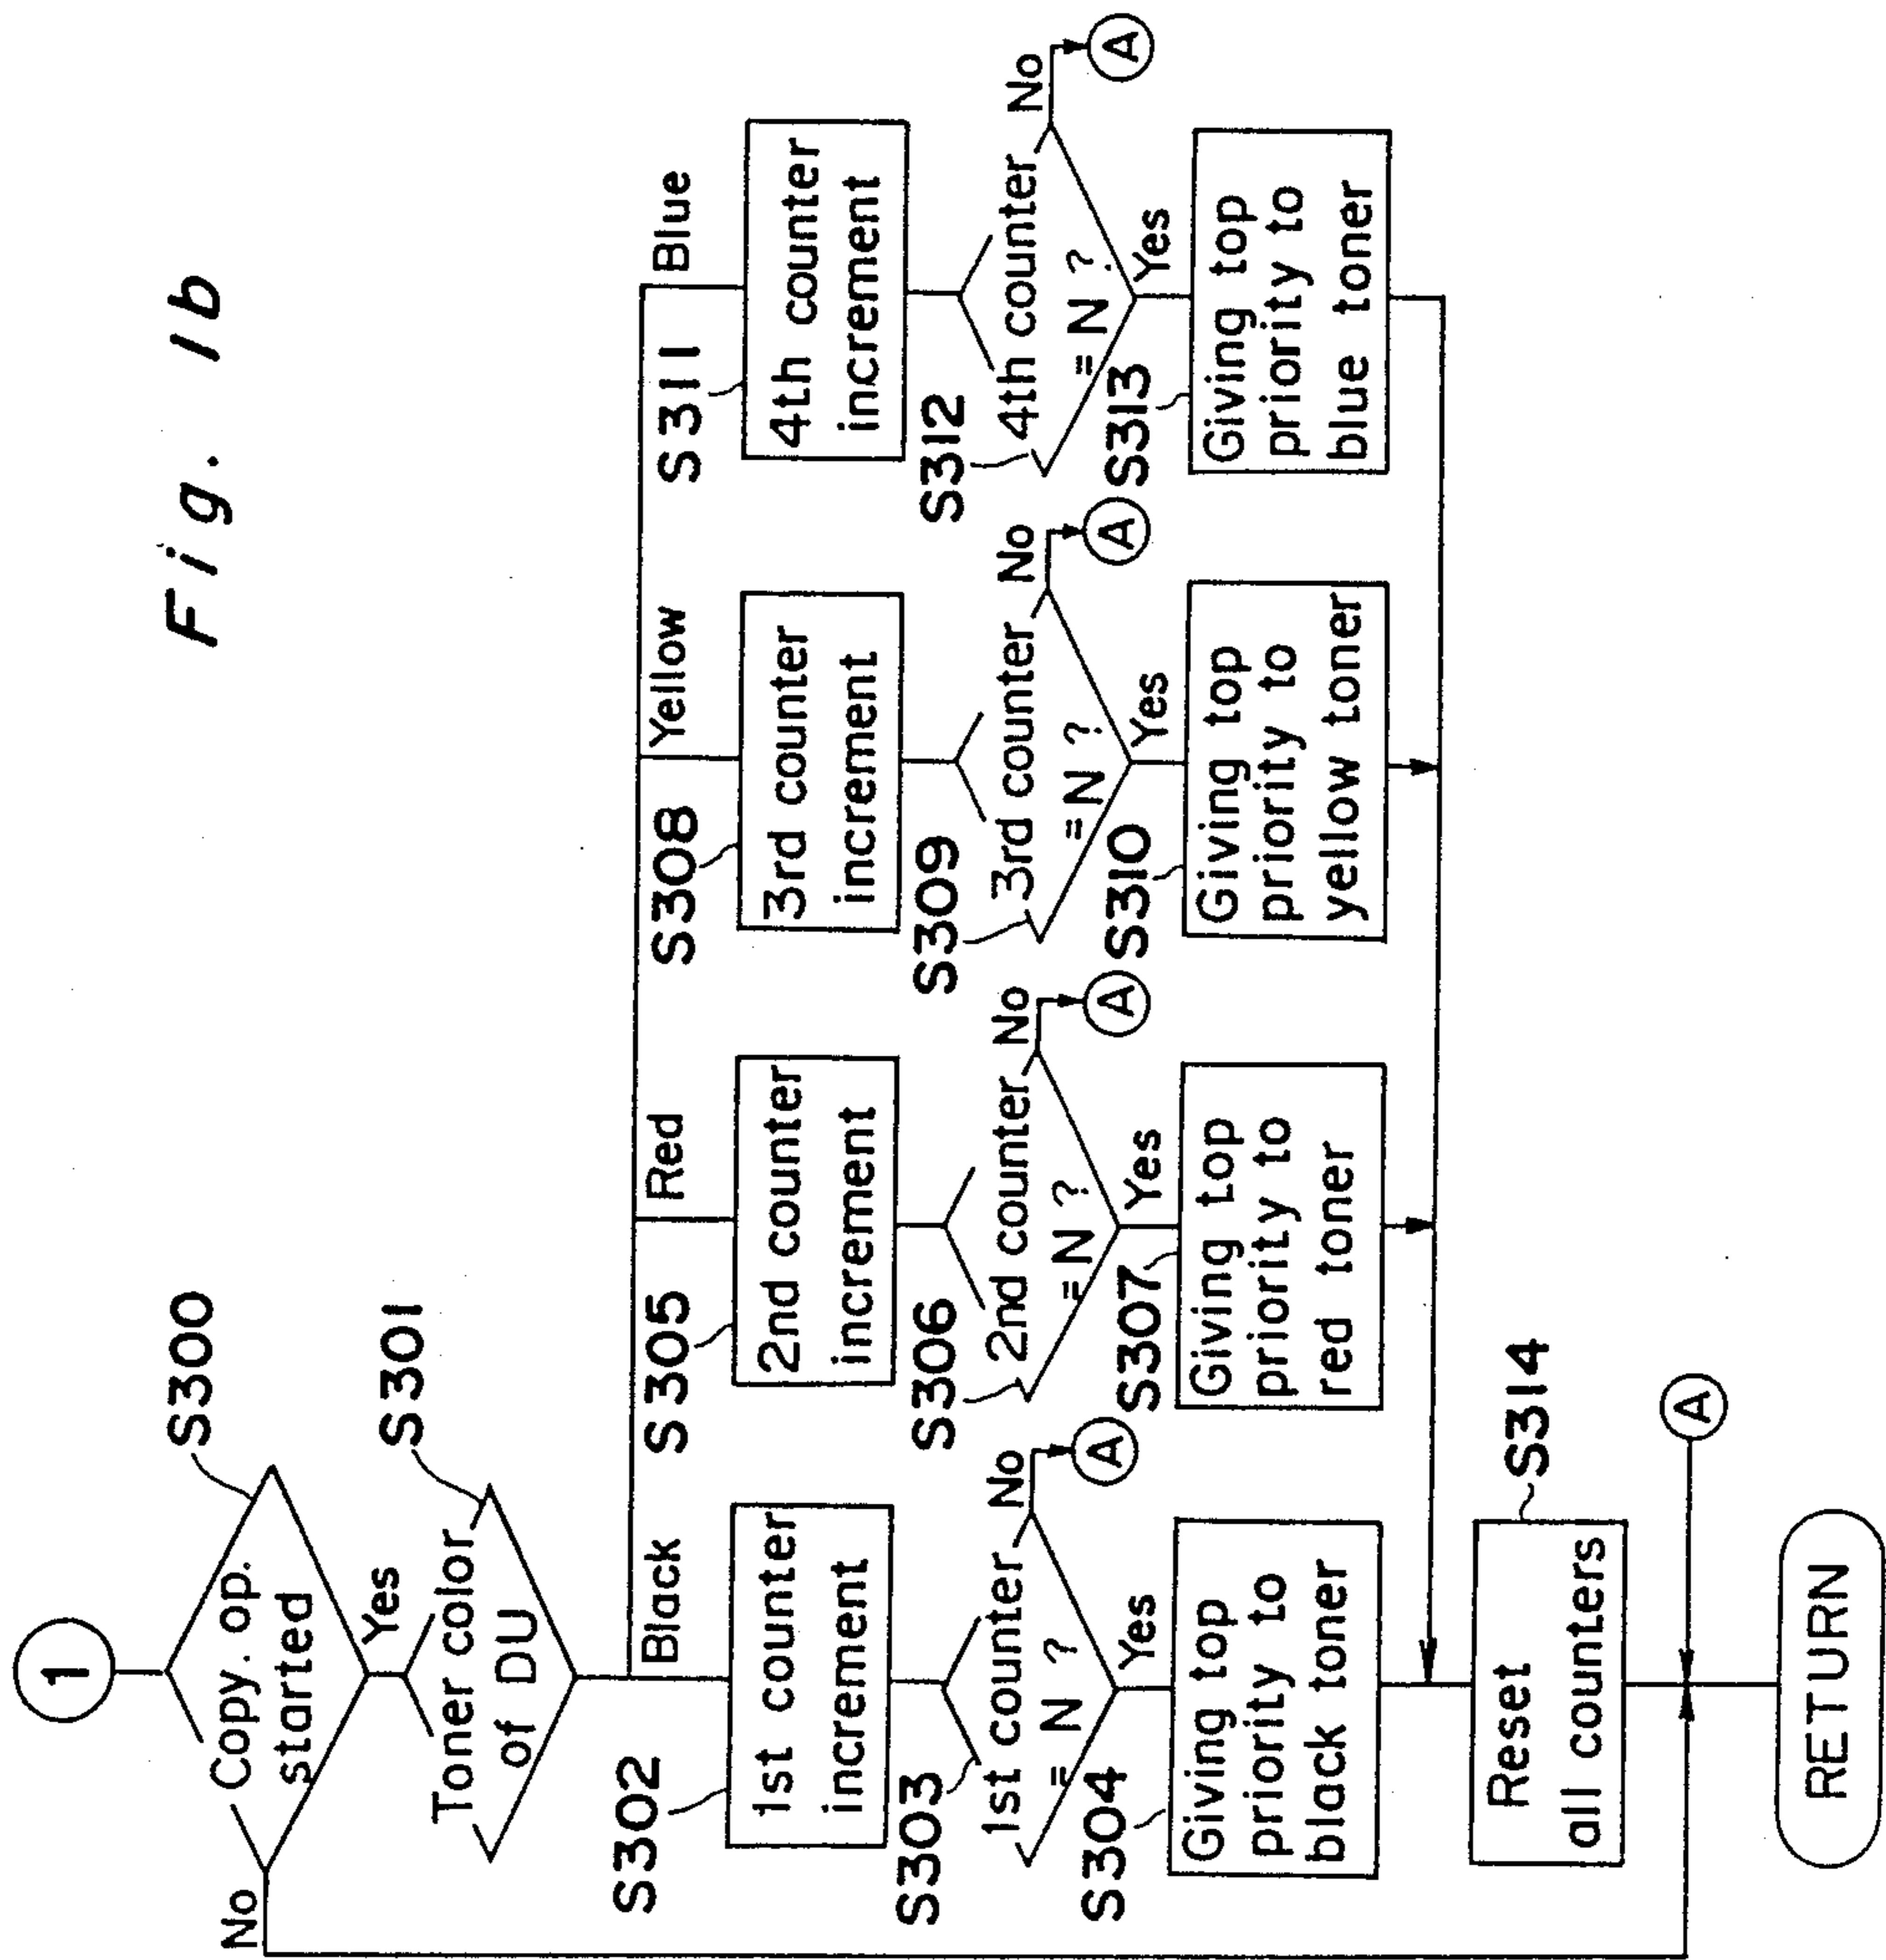 Fig. 1b
1
S300
Copy. op.
started
No
Yes
S301
Toner color
of DU
Black
Red
Yellow
Blue
S302
1st counter
increment
S305
2nd counter
increment
S308
3rd counter
increment
S311
4th counter
increment
S303
1st counter
= N ?
No
A
Yes
S306
2nd counter
= N ?
No
A
Yes
S309
3rd counter
= N ?
No
A
Yes
S312
4th counter
= N ?
No
A
Yes
S304
Giving top
priority to
black toner
S307
Giving top
priority to
red toner
S310
Giving top
priority to
yellow toner
S313
Giving top
priority to
blue toner
S314
Reset
all counters
A
RETURN